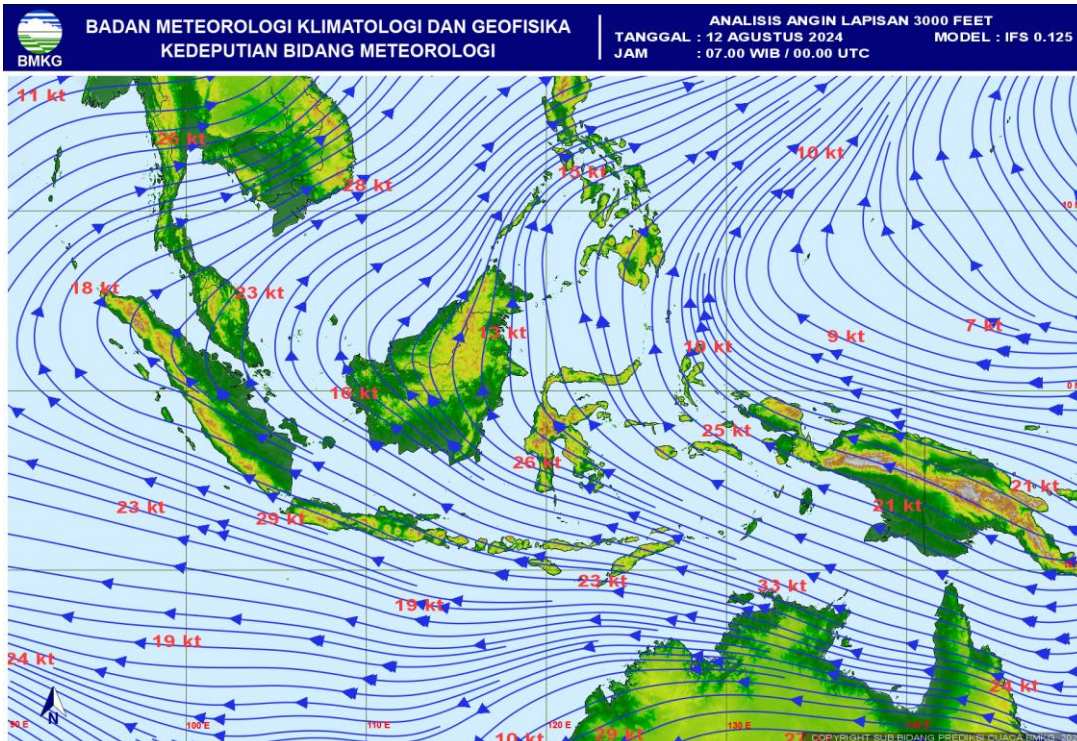 BMKG
BADAN METEOROLOGI KLIMATOLOGI DAN GEOFISIKA
KEDEPUTIAN BIDANG METEOROLOGI
ANALISIS ANGIN LAPISAN 3000 FEET
TANGGAL : 12 AGUSTUS 2024 MODEL : IFS 0.125
JAM : 07.00 WIB / 00.00 UTC
11 kt
26 kt
10 kt
15 kt
28 kt
10 N
18 kt
23 kt
7 kt
13 kt
9 kt
10 kt
0 N
16 kt
25 kt
26 kt
21 kt
23 kt
21 kt
29 kt
23 kt
33 kt
19 kt
19 kt
24 kt
24 kt
N
90 E
100 E
110 E
120 E
130 E
10 kt
29 kt
COPYRIGHT SUB BIDANG PREDIKSI CUACA BMKG, 202